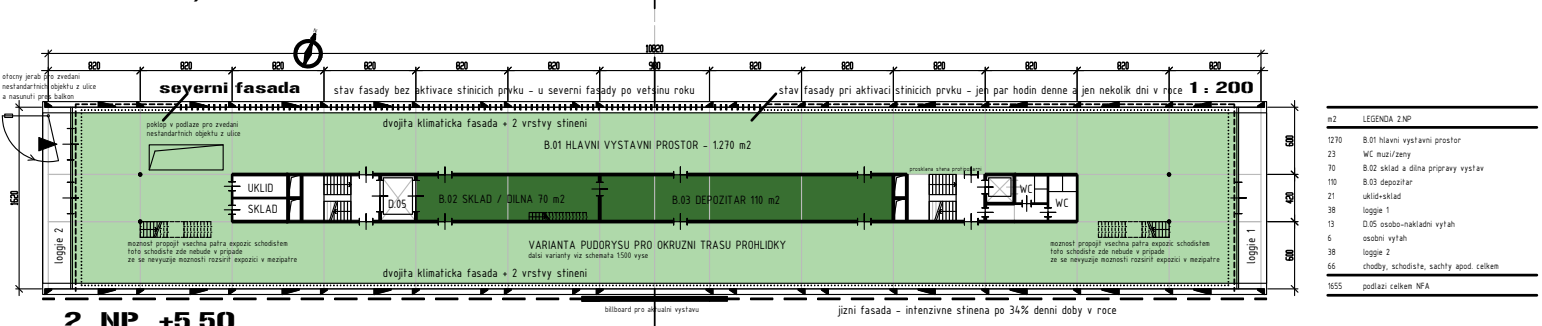 10820
820 820 820 820 820 820 900 820 820 820 820 820 820
otocny jerab pro zvedani
nestandartnich objektu z ulice
a nasunuti pres balkon
severni fasada
stav fasady bez aktivace stinicich prvku - u severni fasady po vetsinu roku
stav fasady pri aktivaci stinicich prvku - jen par hodin denne a jen nekolik dni v roce
1 : 200
poklop v podlaze pro zvedani
nestandartnich objektu z ulice
dvojita klimaticka fasada + 2 vrstvy stineni
B.01 HLAVNI VYSTAVNI PROSTOR - 1.270 m2
prosklena stena protipozarni
1620
600
420
600
UKLID
SKLAD
D.05
B.02 SKLAD / DILNA 70 m2
B.03 DEPOZITAR 110 m2
WC
WC
loggie 2
loggie 1
moznost propojit vsechna patra expozic schodistem
toto schodiste zde nebude v pripade
ze se nevyuzije moznosti rozsirit expozici v mezipatre
VARIANTA PUDORYSU PRO OKRUZNI TRASU PROHLIDKY
dalsi varianty viz schemata 1:500 vyse
moznost propojit vsechna patra expozic schodistem
toto schodiste zde nebude v pripade
ze se nevyuzije moznosti rozsirit expozici v mezipatre
dvojita klimaticka fasada + 2 vrstvy stineni
billboard pro aktualni vystavu
jizni fasada - intenzivne stinena po 34% denni doby v roce
2 NP +5,50
m2 LEGENDA 2.NP
1270 B.01 hlavni vystavni prostor
23 WC muzi/zeny
70 B.02 sklad a dilna pripravy vystav
110 B.03 depozitar
21 uklid+sklad
38 loggie 1
13 D.05 osobo-nakladni vytah
6 osobni vytah
38 loggie 2
66 chodby, schodiste, sachty apod. celkem
1655 podlazi celkem NFA